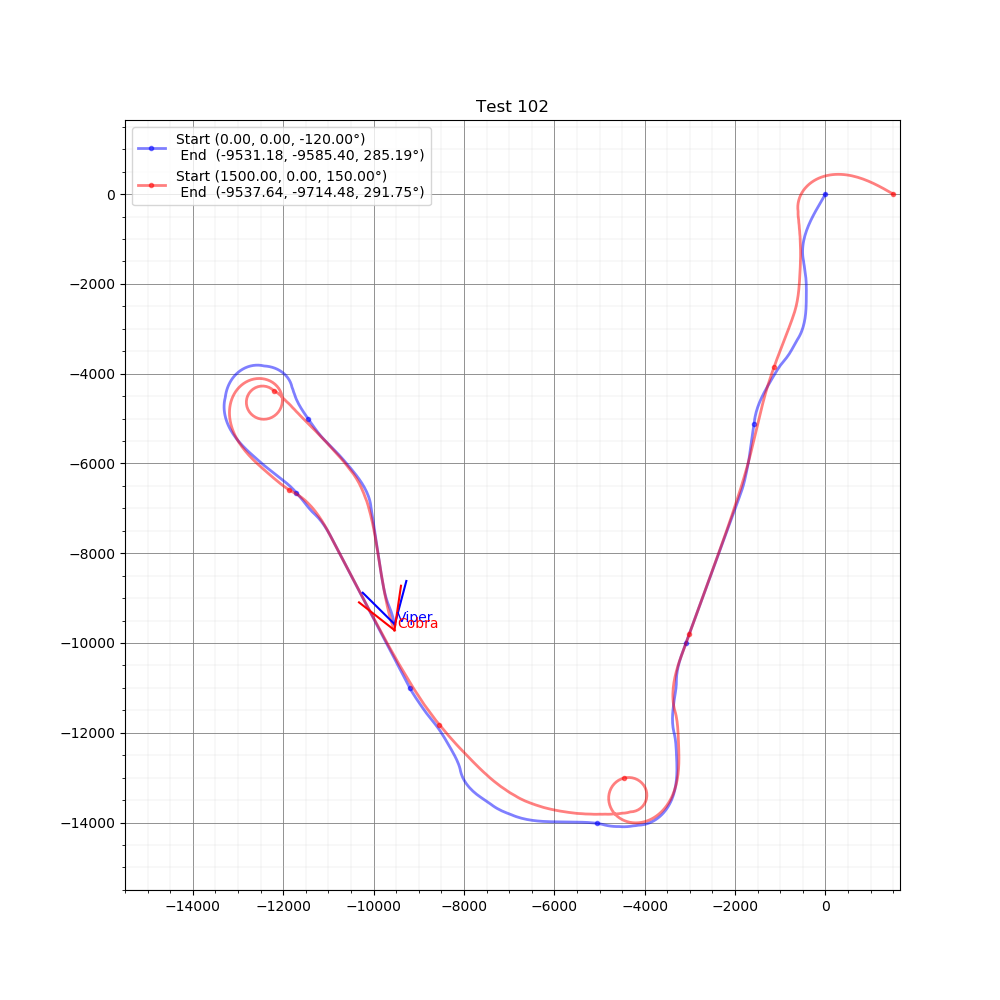 Test 102
Start (0.00, 0.00, -120.00°)
End  (-9531.18, -9585.40, 285.19°)
Start (1500.00, 0.00, 150.00°)
End  (-9537.64, -9714.48, 291.75°)
0
−2000
−4000
−6000
−8000
−10000
−12000
−14000
Viper
Cobra
−14000 −12000 −10000 −8000 −6000 −4000 −2000 0